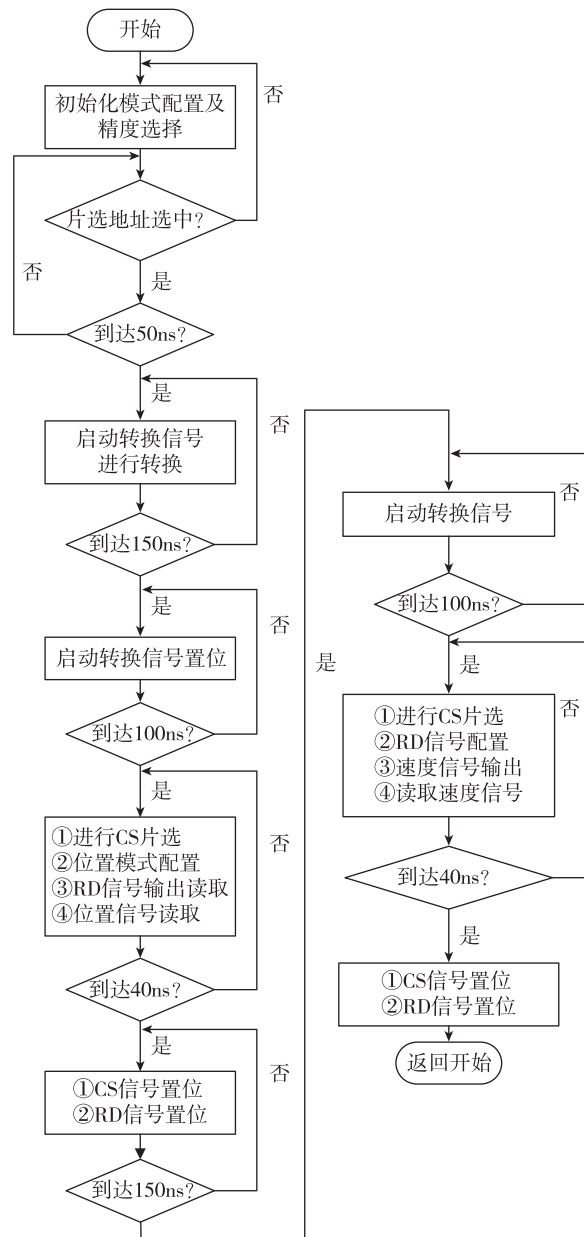 开始
否
初始化模式配置及
精度选择
片选地址选中?
否
是
到达50ns?
是
否
启动转换信号
进行转换
到达150ns?
是
否
启动转换信号置位
到达100ns?
是
否
①进行CS片选
②位置模式配置
③RD信号输出读取
④位置信号读取
到达40ns?
是
否
①CS信号置位
②RD信号置位
到达150ns?
是
否
启动转换信号
到达100ns?
是
否
①进行CS片选
②RD信号配置
③速度信号输出
④读取速度信号
到达40ns?
是
①CS信号置位
②RD信号置位
返回开始